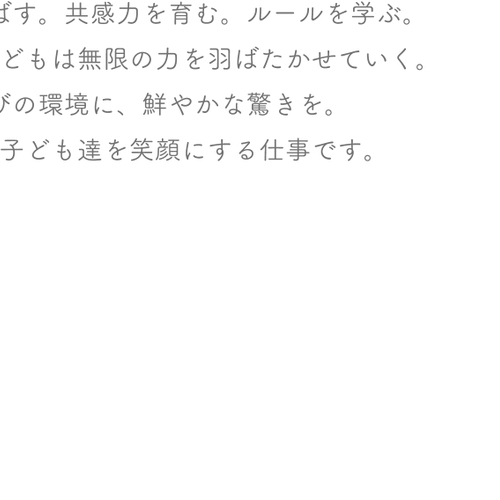 ばす。共感力を育む。ルールを学ぶ。
どもは無限の力を羽ばたかせていく。
びの環境に、鮮やかな驚きを。
子ども達を笑顔にする仕事です。